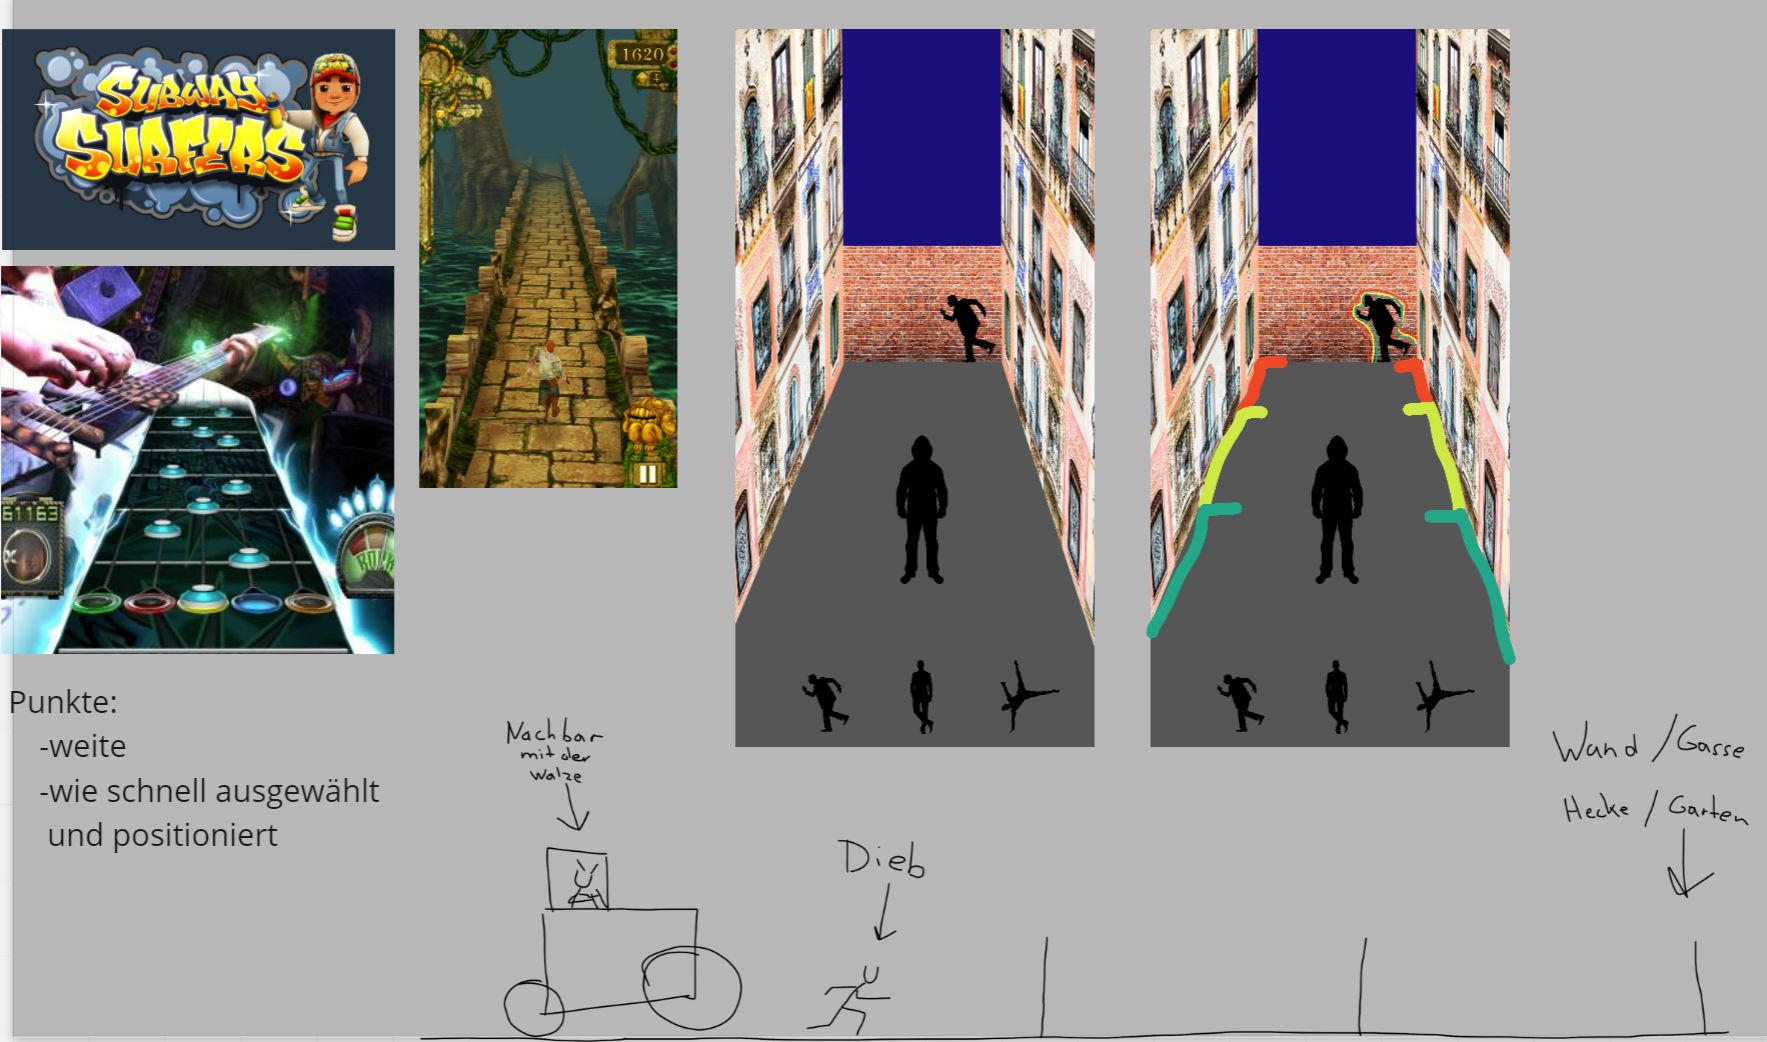 SUBWAY
SURFERS
1620
61163
ROCK
Punkte:
-weite
-wie schnell ausgewählt
und positioniert
Nachbar
mit der
Walze
Dieb
Wand / Gasse
Hecke / Garten